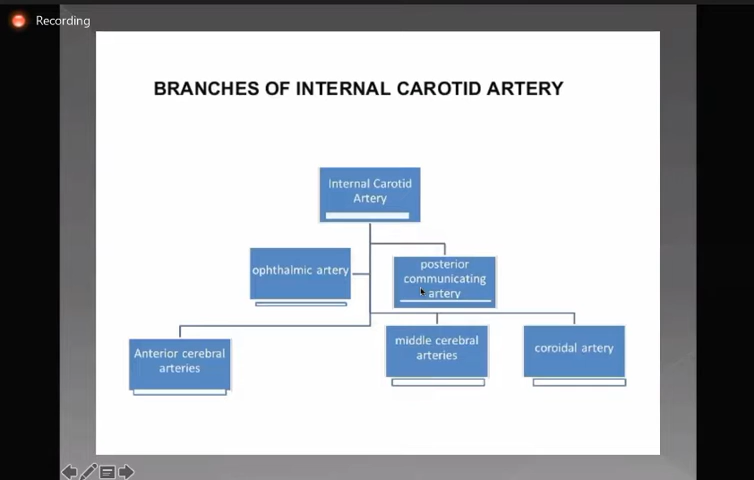 Recording
BRANCHES OF INTERNAL CAROTID ARTERY
Internal Carotid
Artery
ophthalmic artery
posterior
communicating
artery
Anterior cerebral
arteries
middle cerebral
arteries
coroidal artery